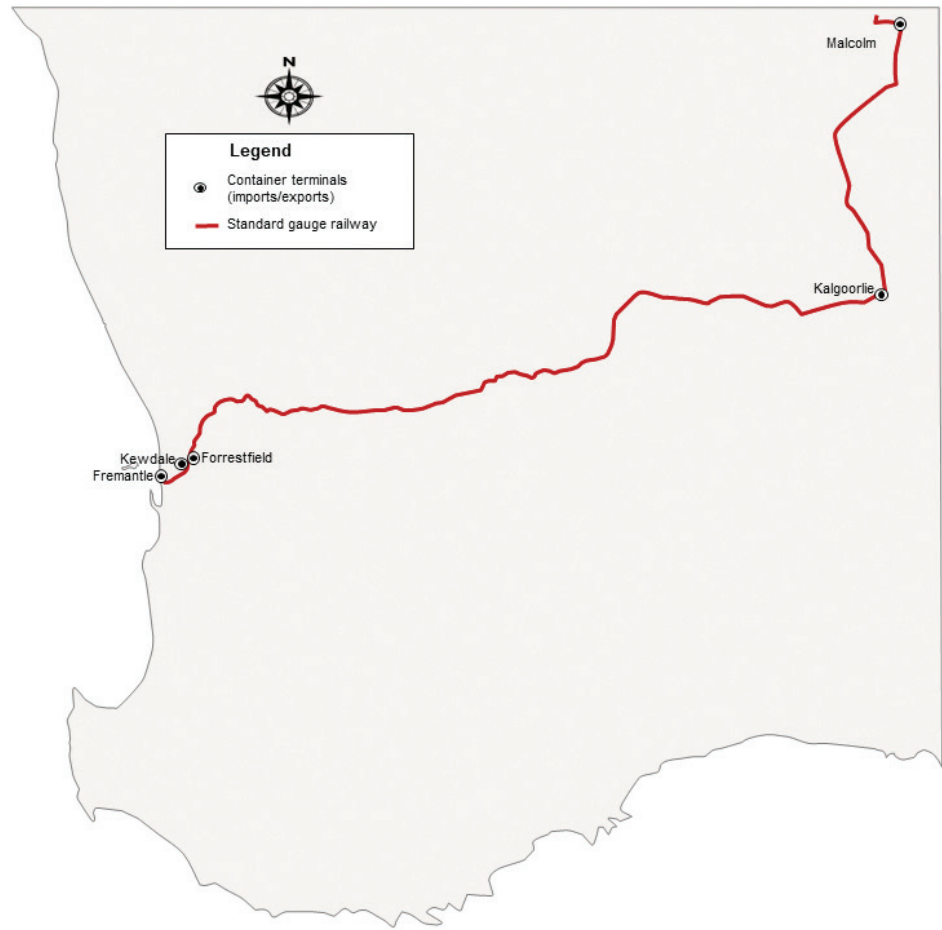 Malcolm
N
Legend
Container terminals
(imports/exports)
Standard gauge railway
Kalgoorlie
Kewdale
Forrestfield
Fremantle